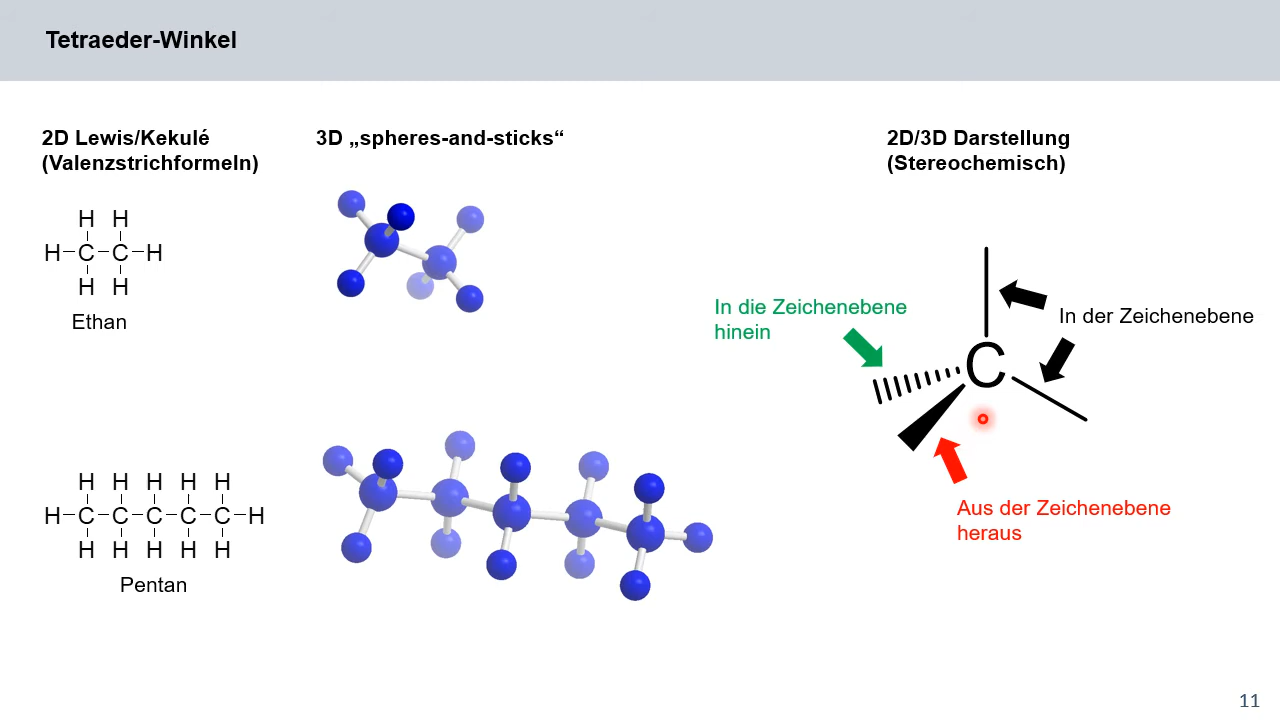 Tetraeder-Winkel
2D Lewis/Kekulé
(Valenzstrichformeln)
3D „spheres-and-sticks“
2D/3D Darstellung
(Stereochemisch)
H H
H C C H
H H
Ethan
In die Zeichenebene
hinein
In der Zeichenebene
C
Aus der Zeichenebene
heraus
H H H H H
H C C C C C H
H H H H H
Pentan
11